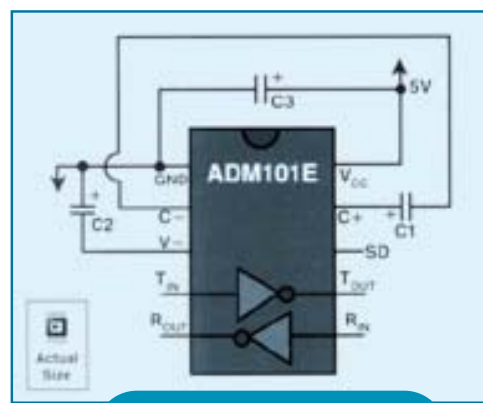 +
C3
5V
GND
ADM101E
VCC
+
C2
C−
C+
+
C1
V−
SD
TIN
TOUT
ROUT
RIN
Actual
Size